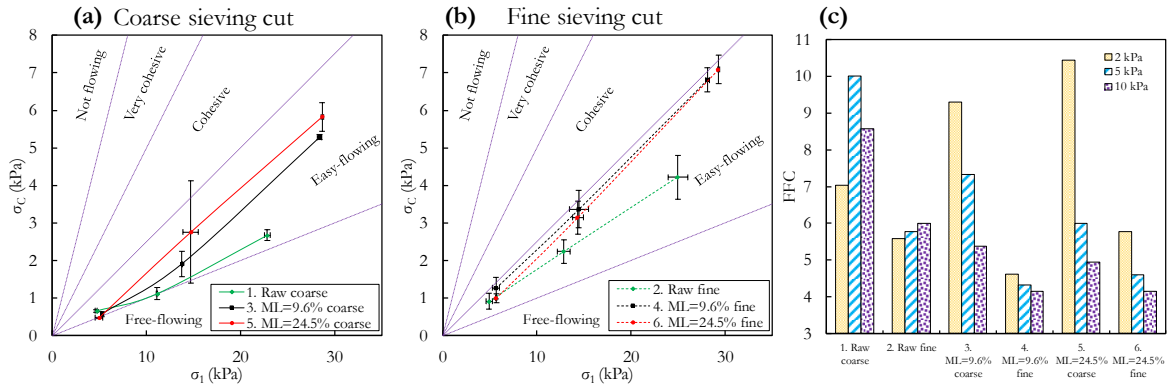 (a) Coarse sieving cut
8
7
6
5
4
3
2
1
0
σC (kPa)
Not flowing
Very cohesive
Cohesive
Easy-flowing
Free-flowing
1. Raw coarse
3. ML=9.6% coarse
5. ML=24.5% coarse
0 10 20 30
σ1 (kPa)
(b) Fine sieving cut
8
7
6
5
4
3
2
1
0
σC (kPa)
Not flowing
Very cohesive
Cohesive
Easy-flowing
Free-flowing
2. Raw fine
4. ML=9.6% fine
6. ML=24.5% fine
0 10 20 30
σ1 (kPa)
(c)
11
10
9
8
7
6
5
4
3
FFC
2 kPa
5 kPa
10 kPa
1. Raw
coarse
2. Raw fine
3.
ML=9.6%
coarse
4.
ML=9.6%
fine
5.
ML=24.5%
coarse
6.
ML=24.5%
fine